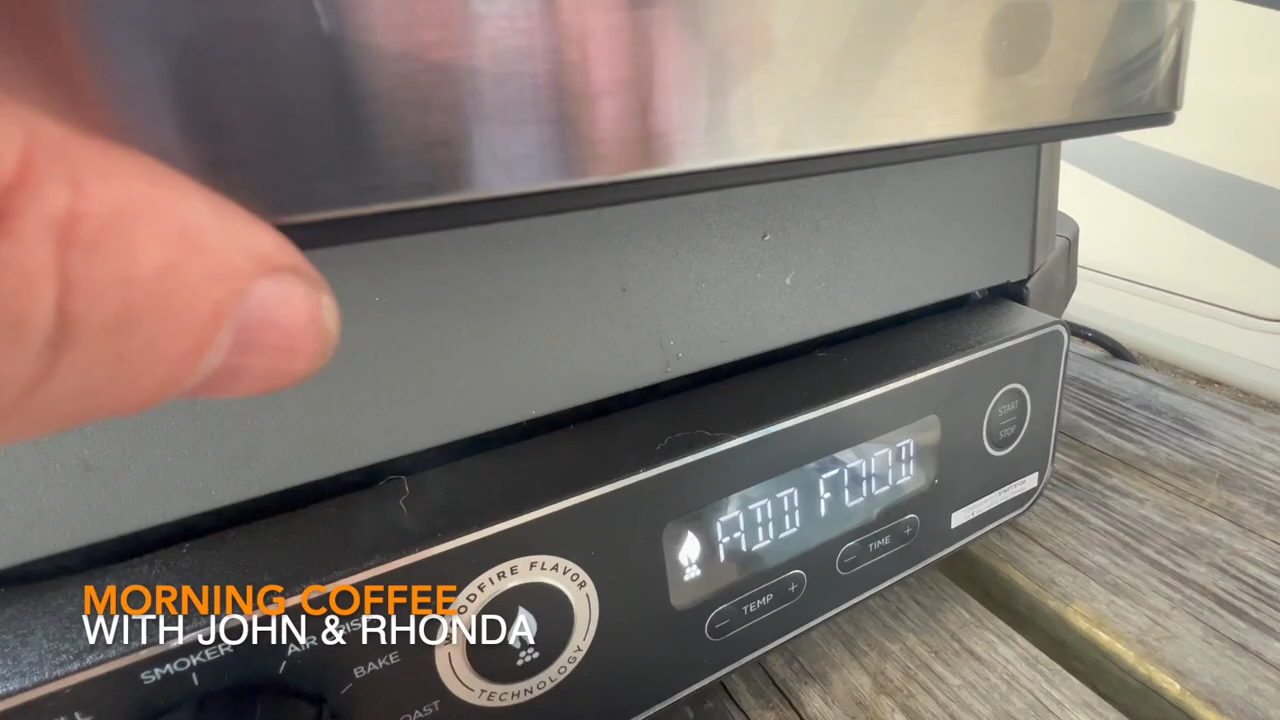 START
STOP
ADD FOOD
TIME
TEMP
WOODFIRE FLAVOR
TECHNOLOGY
MORNING COFFEE
WITH JOHN & RHONDA
SMOKER
BAKE